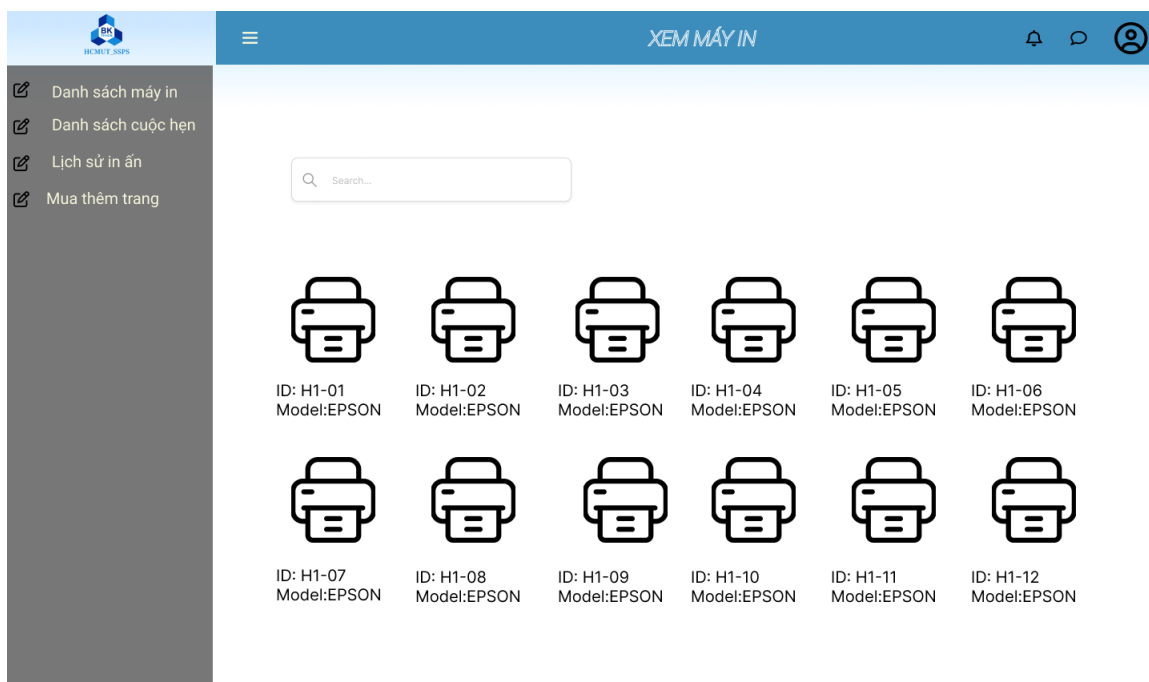 BK
HCMUT_SSPS
XEM MÁY IN
Danh sách máy in
Danh sách cuộc hẹn
Lịch sử in ấn
Mua thêm trang
Search...
ID: H1-01
Model:EPSON
ID: H1-02
Model:EPSON
ID: H1-03
Model:EPSON
ID: H1-04
Model:EPSON
ID: H1-05
Model:EPSON
ID: H1-06
Model:EPSON
ID: H1-07
Model:EPSON
ID: H1-08
Model:EPSON
ID: H1-09
Model:EPSON
ID: H1-10
Model:EPSON
ID: H1-11
Model:EPSON
ID: H1-12
Model:EPSON